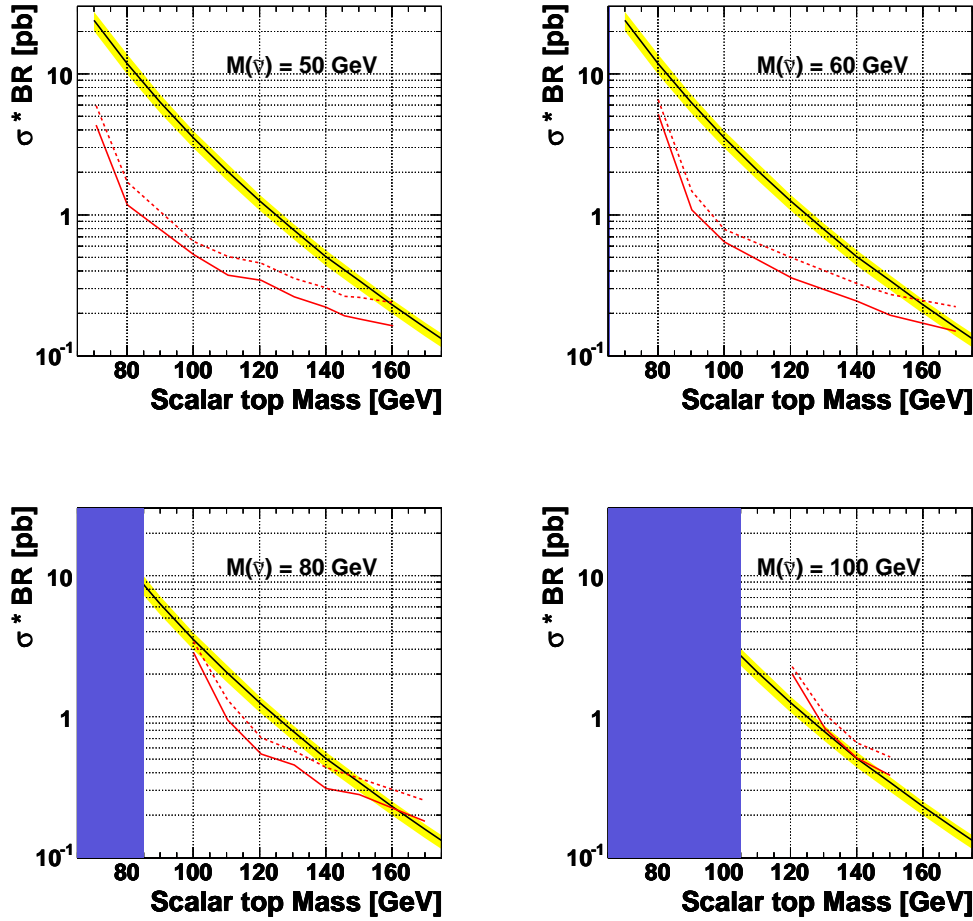 σ * BR [pb]
M(ν̃) = 50 GeV
10
1
10⁻¹
80 100 120 140 160
Scalar top Mass [GeV]
σ * BR [pb]
M(ν̃) = 60 GeV
10
1
10⁻¹
80 100 120 140 160
Scalar top Mass [GeV]
σ * BR [pb]
M(ν̃) = 80 GeV
10
1
10⁻¹
80 100 120 140 160
Scalar top Mass [GeV]
σ * BR [pb]
M(ν̃) = 100 GeV
10
1
10⁻¹
80 100 120 140 160
Scalar top Mass [GeV]